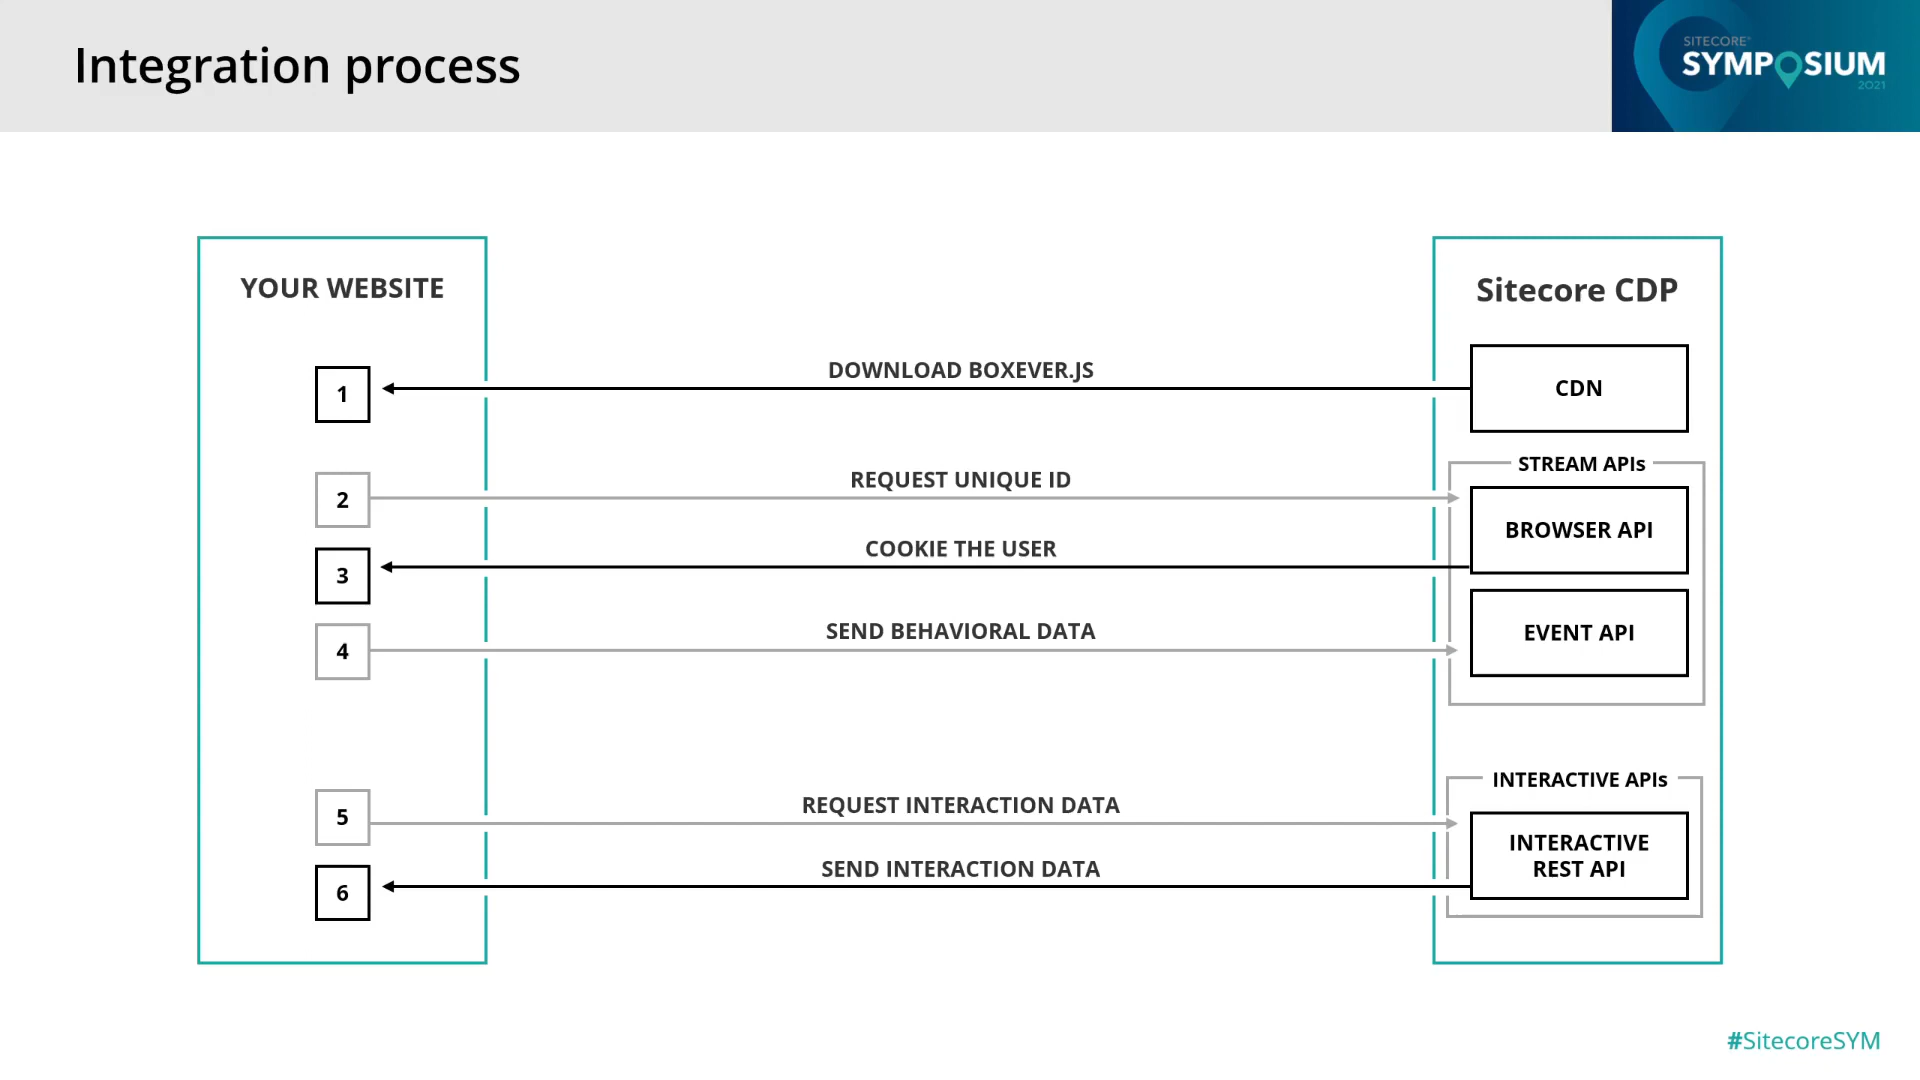 Integration process
SITECORE™
SYMPOSIUM
2021
YOUR WEBSITE
Sitecore CDP
1
DOWNLOAD BOXEVER.JS
CDN
STREAM APIs
2
REQUEST UNIQUE ID
BROWSER API
3
COOKIE THE USER
4
SEND BEHAVIORAL DATA
EVENT API
INTERACTIVE APIs
5
REQUEST INTERACTION DATA
INTERACTIVE
REST API
6
SEND INTERACTION DATA
#SitecoreSYM